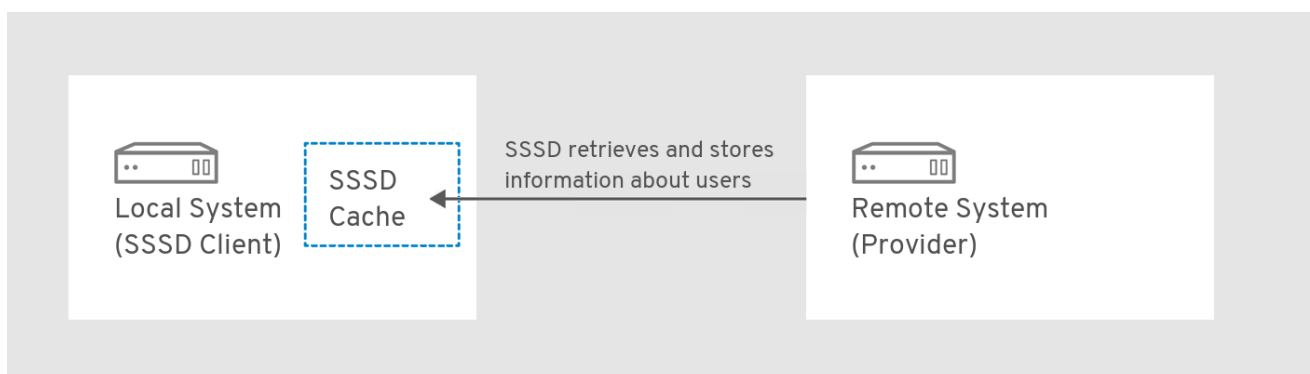 Local System
(SSSD Client)
SSSD
Cache
SSSD retrieves and stores
information about users
Remote System
(Provider)